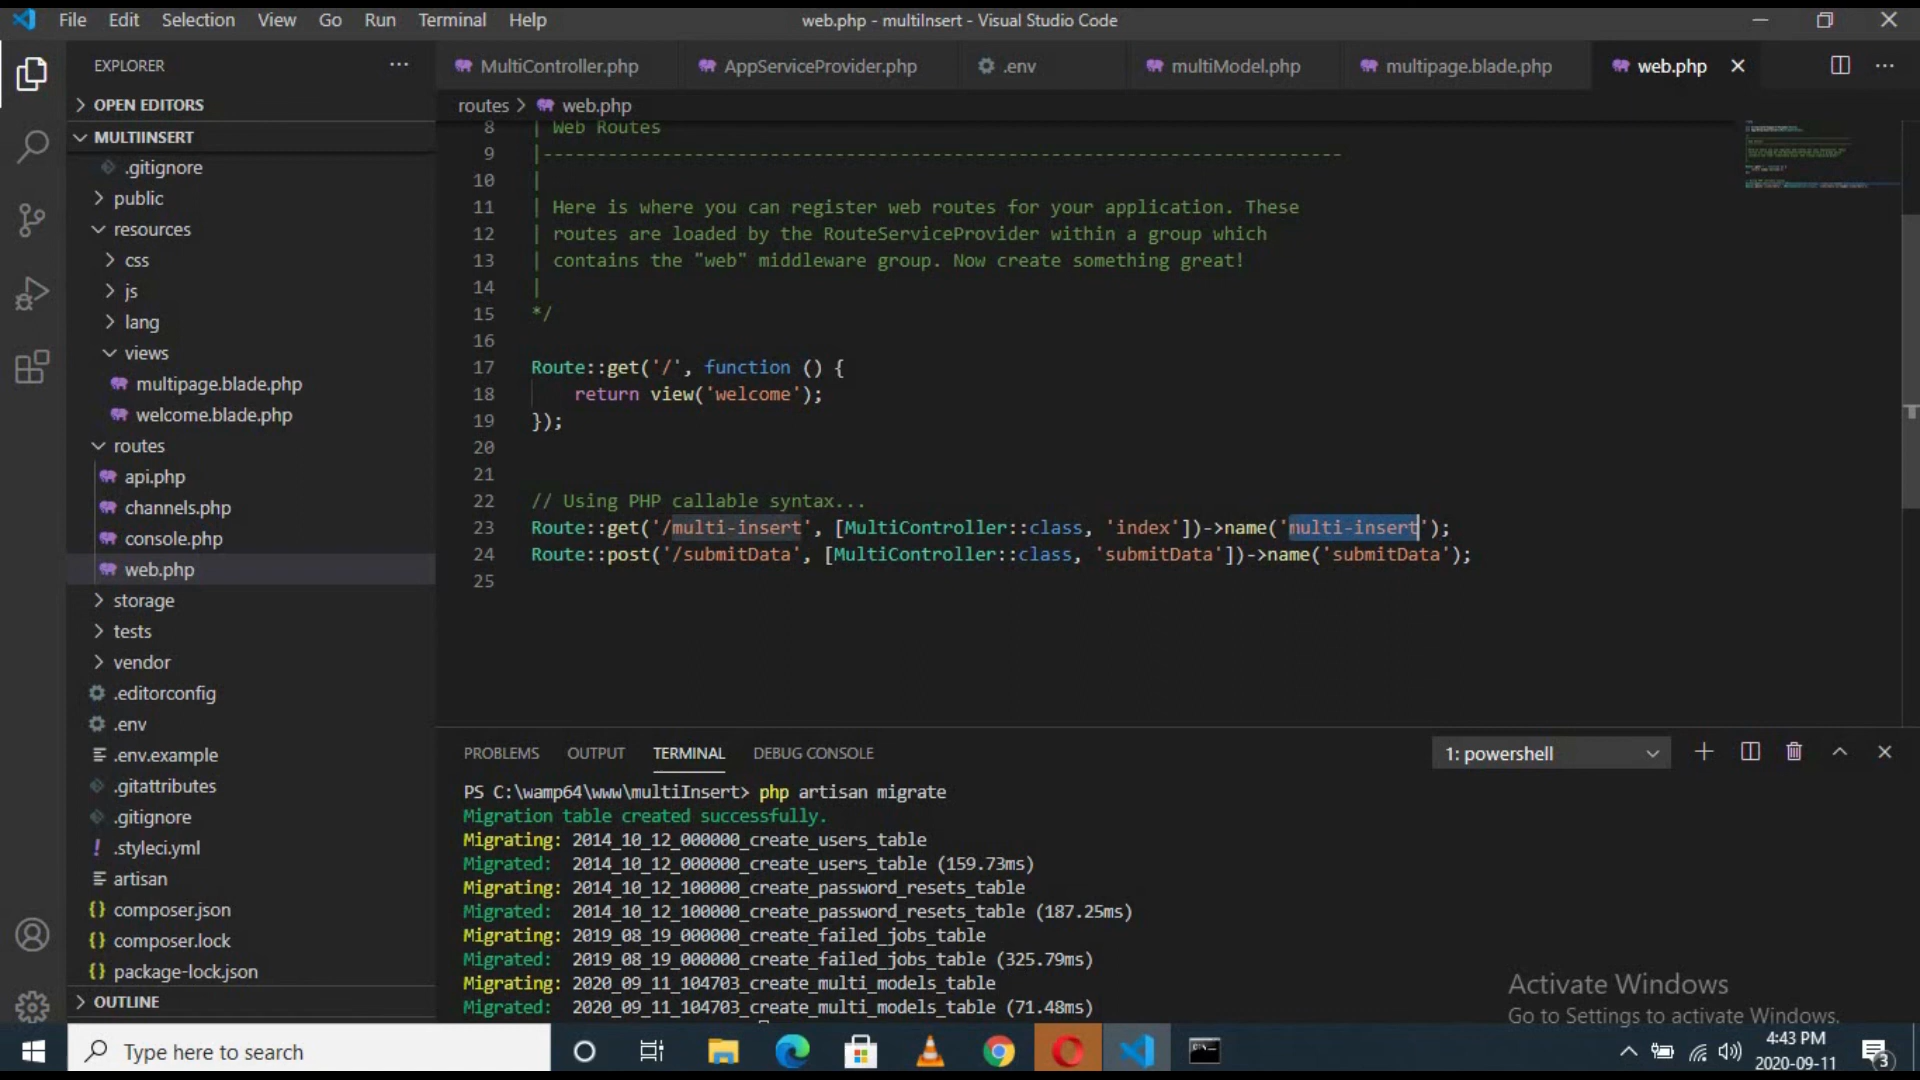 File Edit Selection View Go Run Terminal Help
web.php - multiInsert - Visual Studio Code
EXPLORER
OPEN EDITORS
MULTIINSERT
.gitignore
public
resources
css
js
lang
views
multipage.blade.php
welcome.blade.php
routes
api.php
channels.php
console.php
web.php
storage
tests
vendor
.editorconfig
.env
.env.example
.gitattributes
.gitignore
.styleci.yml
artisan
composer.json
composer.lock
package-lock.json
OUTLINE
MultiController.php AppServiceProvider.php .env multiModel.php multipage.blade.php web.php
routes > web.php
8 | Web Routes
9 |--------------------------------------------------------------------------
10 |
11 | Here is where you can register web routes for your application. These
12 | routes are loaded by the RouteServiceProvider within a group which
13 | contains the "web" middleware group. Now create something great!
14 |
15 */
16
17 Route::get('/', function () {
18 return view('welcome');
19 });
20
21
22 // Using PHP callable syntax...
23 Route::get('/multi-insert', [MultiController::class, 'index'])->name('multi-insert');
24 Route::post('/submitData', [MultiController::class, 'submitData'])->name('submitData');
25
PROBLEMS OUTPUT TERMINAL DEBUG CONSOLE
1: powershell
PS C:\wamp64\www\multiInsert> php artisan migrate
Migration table created successfully.
Migrating: 2014_10_12_000000_create_users_table
Migrated: 2014_10_12_000000_create_users_table (159.73ms)
Migrating: 2014_10_12_100000_create_password_resets_table
Migrated: 2014_10_12_100000_create_password_resets_table (187.25ms)
Migrating: 2019_08_19_000000_create_failed_jobs_table
Migrated: 2019_08_19_000000_create_failed_jobs_table (325.79ms)
Migrating: 2020_09_11_104703_create_multi_models_table
Migrated: 2020_09_11_104703_create_multi_models_table (71.48ms)
Activate Windows
Go to Settings to activate Windows.
Type here to search
4:43 PM
2020-09-11
3